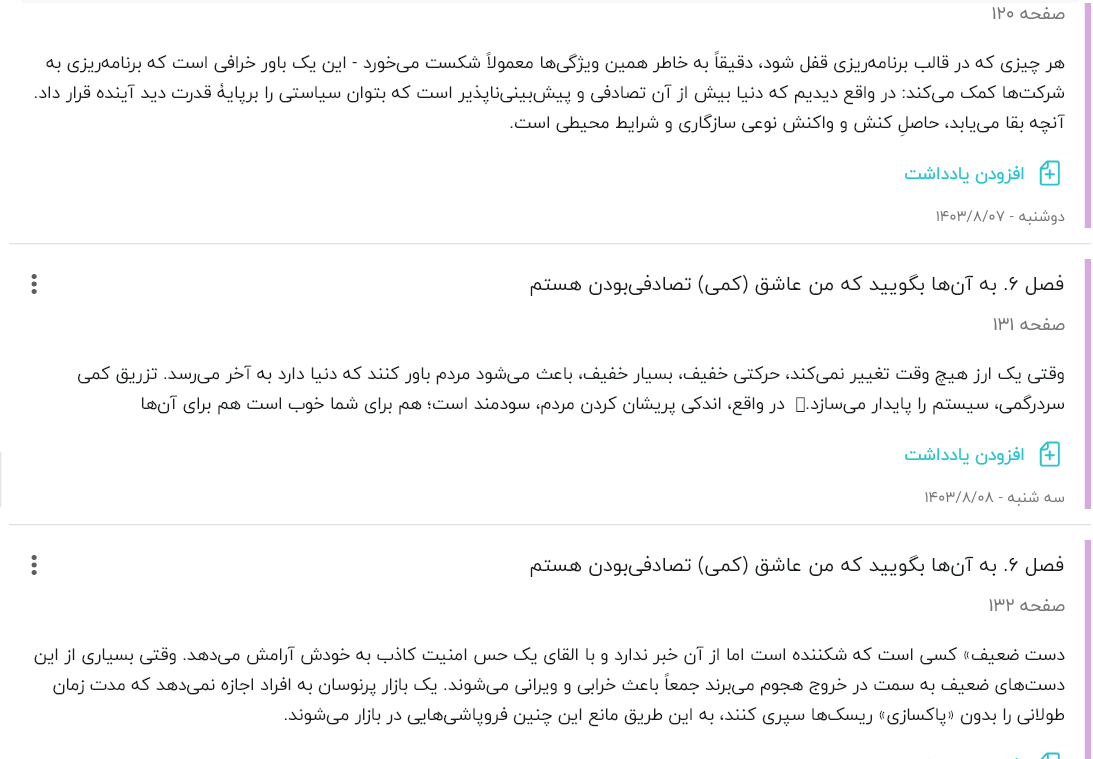 صفحه ۱۲۰
هر چیزی که در قالب برنامه‌ریزی قفل شود، دقیقاً به خاطر همین ویژگی‌ها معمولاً شکست می‌خورد - این یک باور خرافی است که برنامه‌ریزی به
شرکت‌ها کمک می‌کند: در واقع دیدیم که دنیا بیش از آن تصادفی و پیش‌بینی‌ناپذیر است که بتوان سیاستی را برپایهٔ قدرت دید آینده قرار داد.
آنچه بقا می‌یابد، حاصلِ کنش و واکنش نوعی سازگاری و شرایط محیطی است.
افزودن یادداشت
دوشنبه - ۱۴۰۳/۸/۰۷
فصل ۶. به آن‌ها بگویید که من عاشق (کمی) تصادفی‌بودن هستم
صفحه ۱۳۱
وقتی یک ارز هیچ وقت تغییر نمی‌کند، حرکتی خفیف، بسیار خفیف، باعث می‌شود مردم باور کنند که دنیا دارد به آخر می‌رسد. تزریق کمی
سردرگمی، سیستم را پایدار می‌سازد. در واقع، اندکی پریشان کردن مردم، سودمند است؛ هم برای شما خوب است هم برای آن‌ها
افزودن یادداشت
سه شنبه - ۱۴۰۳/۸/۰۸
فصل ۶. به آن‌ها بگویید که من عاشق (کمی) تصادفی‌بودن هستم
صفحه ۱۳۲
دست ضعیف» کسی است که شکننده است اما از آن خبر ندارد و با القای یک حس امنیت کاذب به خودش آرامش می‌دهد. وقتی بسیاری از این
دست‌های ضعیف به سمت در خروج هجوم می‌برند جمعاً باعث خرابی و ویرانی می‌شوند. یک بازار پرنوسان به افراد اجازه نمی‌دهد که مدت زمان
طولانی را بدون «پاکسازی» ریسک‌ها سپری کنند، به این طریق مانع این چنین فروپاشی‌هایی در بازار می‌شوند.